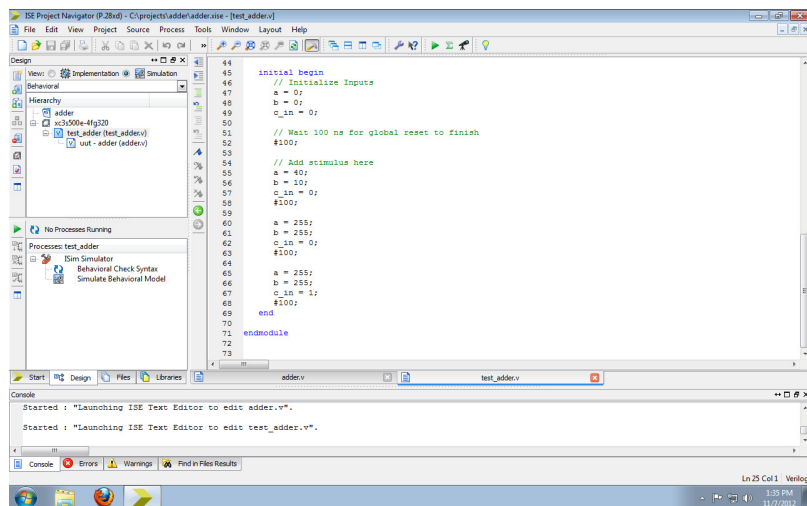 ISE Project Navigator (P.28xd) - C:\projects\adder\adder.xise - [test_adder.v]
File Edit View Project Source Process Tools Window Layout Help
Design
View: Implementation Simulation
Behavioral
Hierarchy
adder
xc3s500e-4fg320
test_adder (test_adder.v)
uut - adder (adder.v)
No Processes Running
Processes: test_adder
ISim Simulator
Behavioral Check Syntax
Simulate Behavioral Model
44
45 initial begin
46 // Initialize Inputs
47 a = 0;
48 b = 0;
49 c_in = 0;
50
51 // Wait 100 ns for global reset to finish
52 #100;
53
54 // Add stimulus here
55 a = 40;
56 b = 10;
57 c_in = 0;
58 #100;
59
60 a = 255;
61 b = 255;
62 c_in = 0;
63 #100;
64
65 a = 255;
66 b = 255;
67 c_in = 1;
68 #100;
69 end
70
71 endmodule
72
73
Start Design Files Libraries
adder.v test_adder.v
Console
Started : "Launching ISE Text Editor to edit adder.v".
Started : "Launching ISE Text Editor to edit test_adder.v".
Console Errors Warnings Find in Files Results
Ln 25 Col 1 Verilog
1:35 PM
11/7/2012